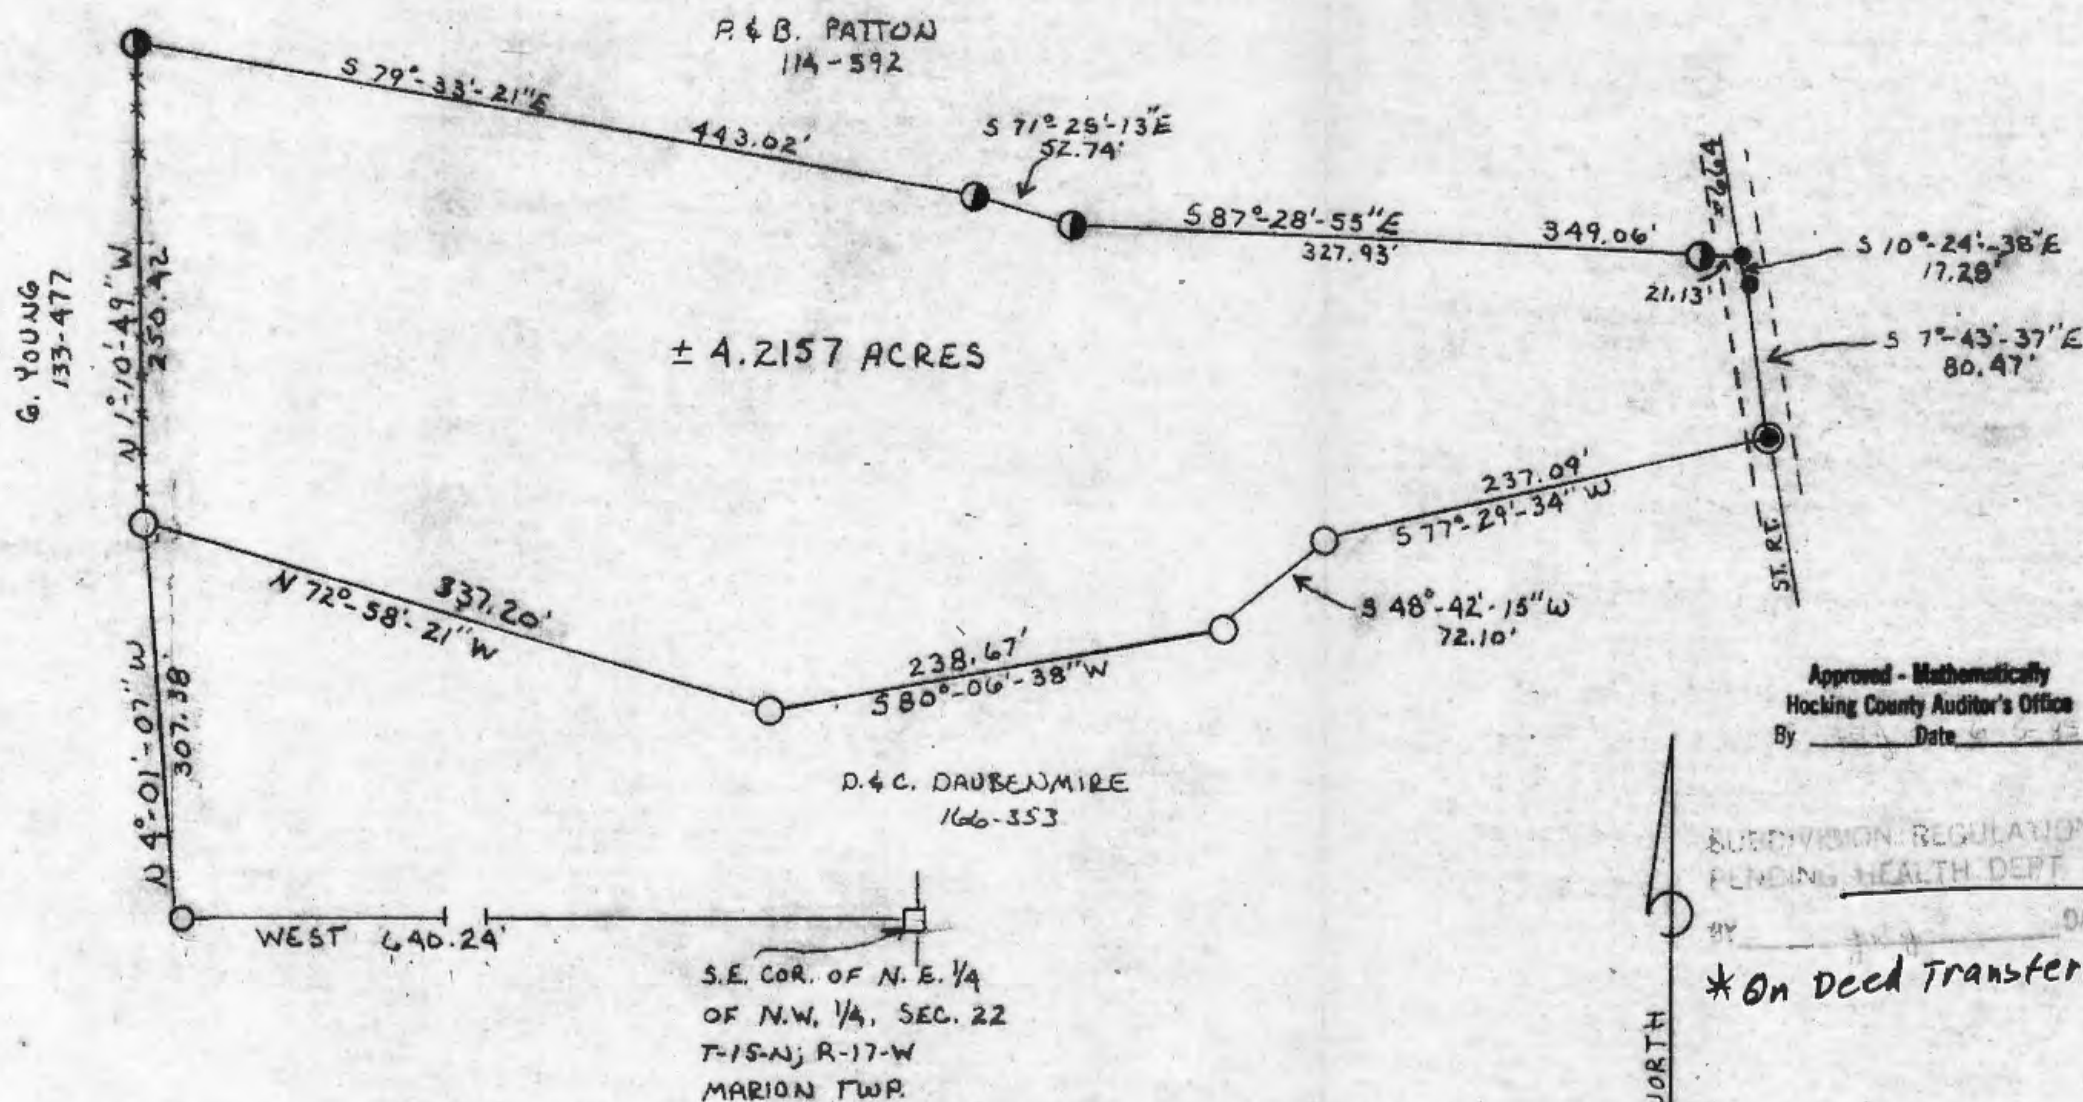 P. & B. PATTON
114-592
S 79°-33'-21"E
443.02'
S 71°-25'-13"E
52.74'
S 87°-28'-55"E
327.93'
349.06'
21.13'
#664
S 10°-24'-38"E
17.28'
S 7°-43'-37"E
80.47'
G. YOUNG
133-477
N 1°-10'-49"W
250.42'
± 4.2157 ACRES
237.09'
S 77°-29'-34"W
ST. RT.
S 48°-42'-15"W
72.10'
337.20'
N 72°-58'-21"W
238.67'
S 80°-06'-38"W
N 4°-01'-07"W
307.38'
D. & C. DAUBENMIRE
166-353
WEST 640.24'
S.E. COR. OF N.E. 1/4
OF N.W. 1/4, SEC. 22
T-15-N; R-17-W
MARION TWP.
Approved - Mathematically
Hocking County Auditor's Office
By Date
SUBDIVISION REGULATION
PENDING HEALTH DEPT
BY
* On Deed Transfer
NORTH